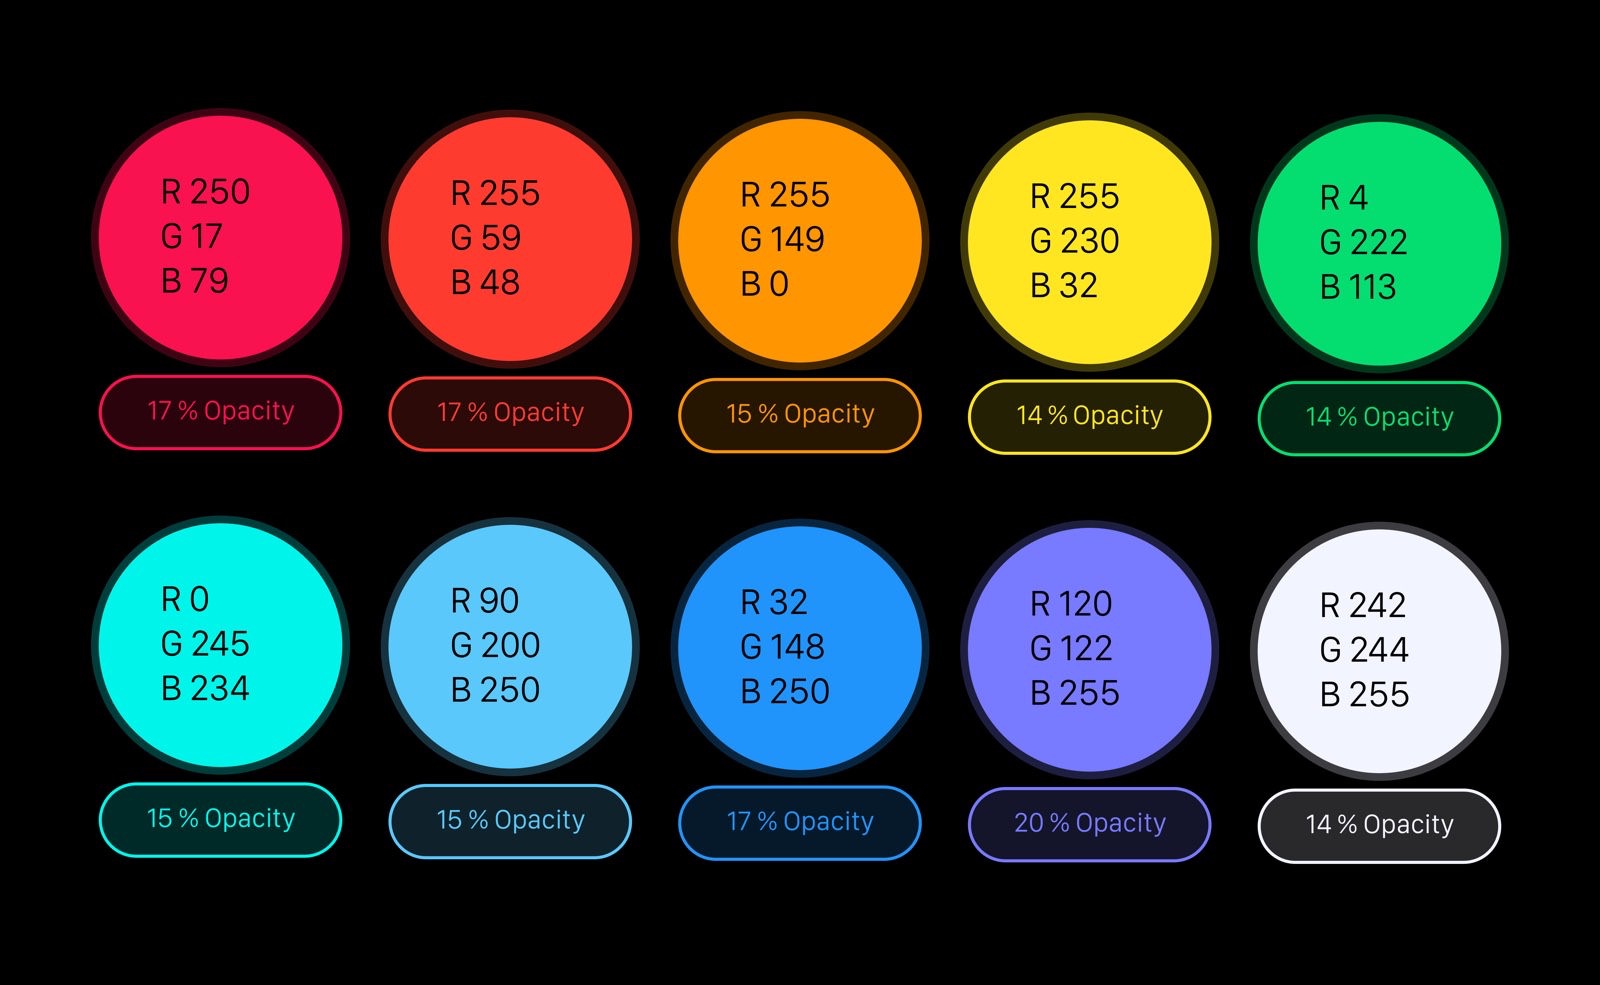 R 250
G 17
B 79
17 % Opacity
R 255
G 59
B 48
17 % Opacity
R 255
G 149
B 0
15 % Opacity
R 255
G 230
B 32
14 % Opacity
R 4
G 222
B 113
14 % Opacity
R 0
G 245
B 234
15 % Opacity
R 90
G 200
B 250
15 % Opacity
R 32
G 148
B 250
17 % Opacity
R 120
G 122
B 255
20 % Opacity
R 242
G 244
B 255
14 % Opacity